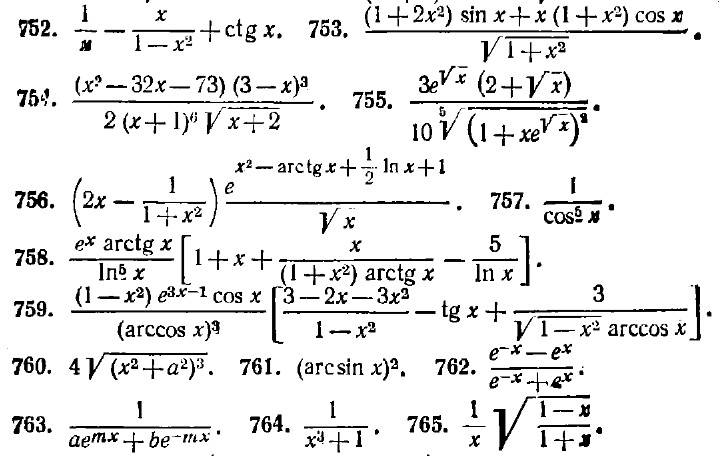 752. 1/x − x/(1−x²) + ctg x. 753. ((1+2x²) sin x + x (1+x²) cos x)/√(1+x²).
754. ((x²−32x−73) (3−x)³)/(2 (x+1)⁶ √(x+2)). 755. (3e^(√x) (2+√x))/(10 ⁵√((1+xe^(√x))²)).
756. (2x − 1/(1+x²)) e^(x²−arctg x+(1/2) ln x+1)/√x. 757. 1/cos⁵ x.
758. (eˣ arctg x)/(ln⁵ x) [1+x+ x/((1+x²) arctg x) − 5/(ln x)].
759. ((1−x²) e^(3x−1) cos x)/(arccos x)³ [(3−2x−3x²)/(1−x²) − tg x + 3/(√(1−x²) arccos x)].
760. 4√((x²+a²)³). 761. (arcsin x)². 762. (e^(−x)−e^x)/(e^(−x)+e^x).
763. 1/(ae^(mx)+be^(−mx)). 764. 1/(x³+1). 765. (1/x) √((1−x)/(1+x)).